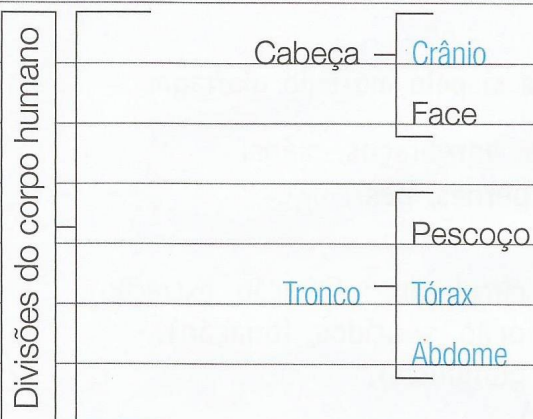 Divisões do corpo humano
Cabeça
Crânio
Face
Tronco
Pescoço
Tórax
Abdome